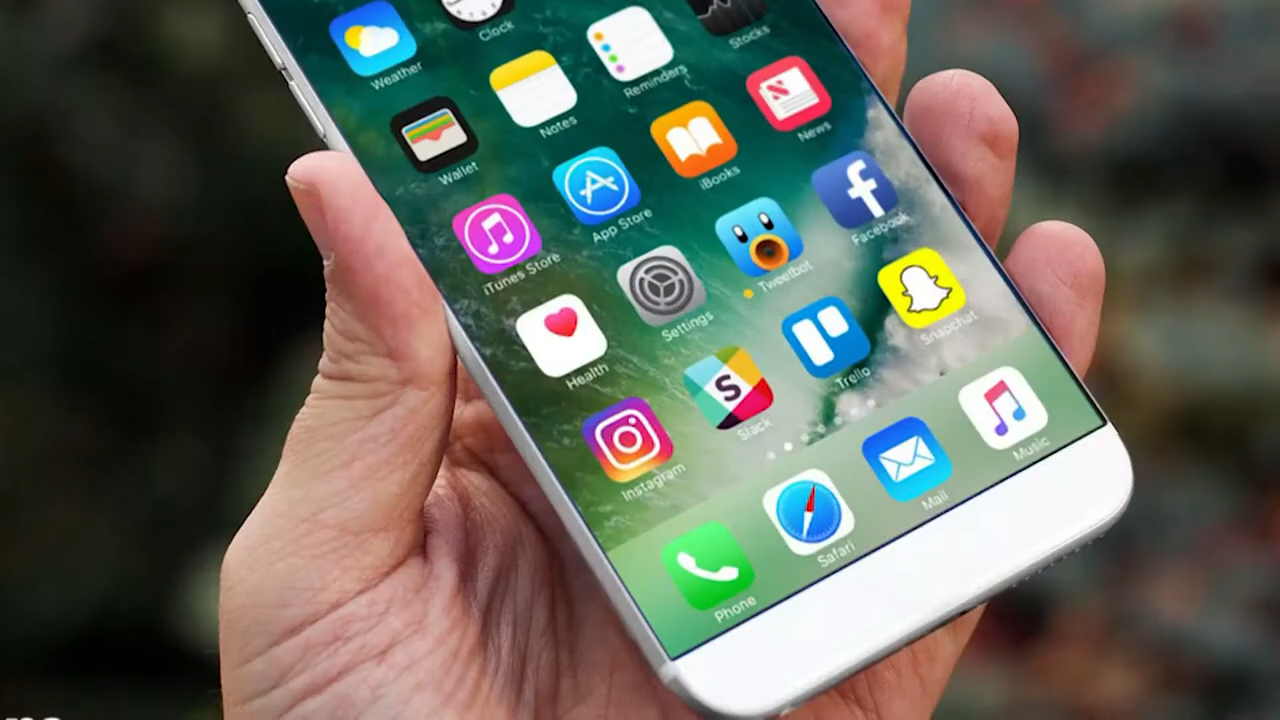 Weather
Clock
Stocks
Wallet
Notes
Reminders
News
iTunes Store
App Store
iBooks
Facebook
Health
Settings
Tweetbot
Snapchat
Instagram
S
Slack
Trello
Phone
Safari
Mail
Music